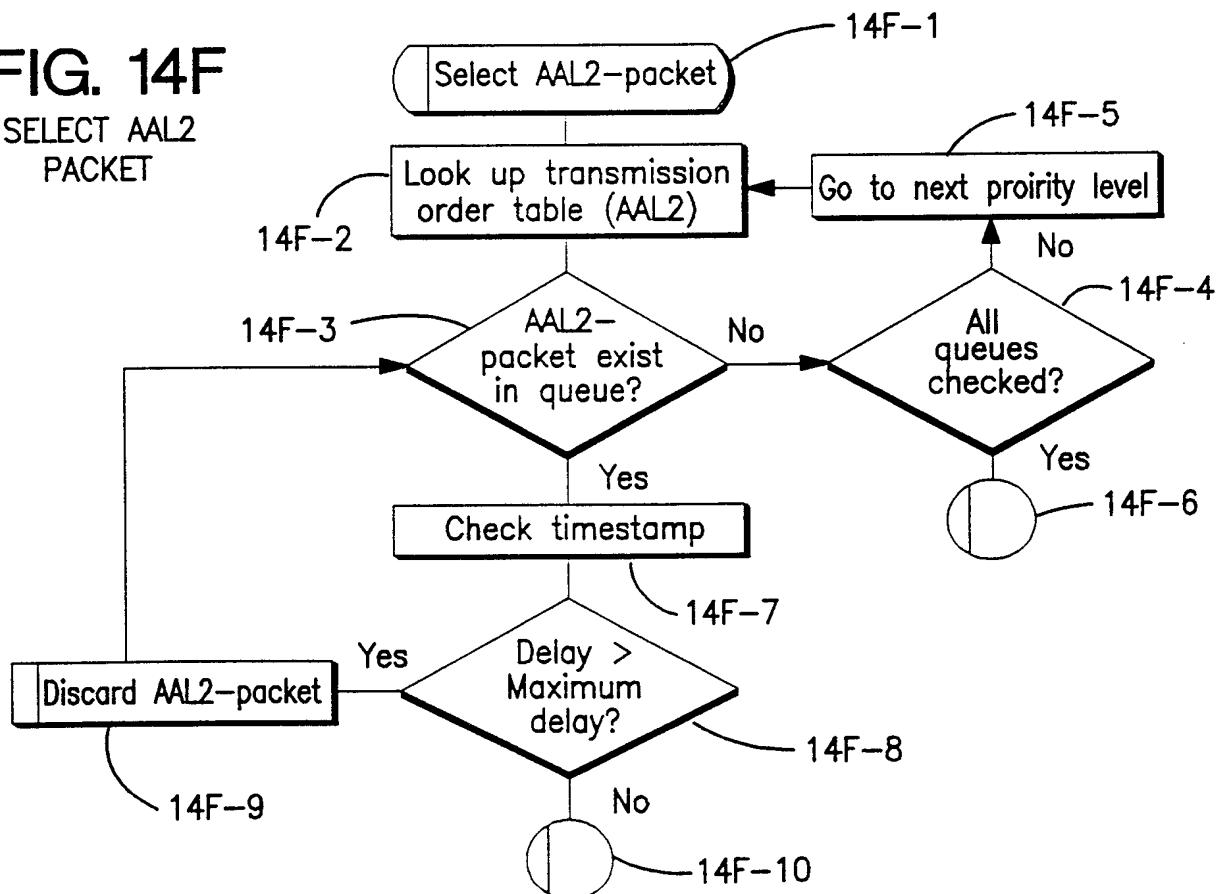 FIG. 14F
SELECT AAL2
PACKET
14F-1
Select AAL2-packet
14F-5
Look up transmission
order table (AAL2)
Go to next proirity level
14F-2
No
14F-4
14F-3
AAL2-
packet exist
in queue?
No
All
queues
checked?
Yes
Yes
14F-6
Check timestamp
14F-7
Yes
Delay >
Maximum
delay?
Discard AAL2-packet
14F-8
14F-9
No
14F-10